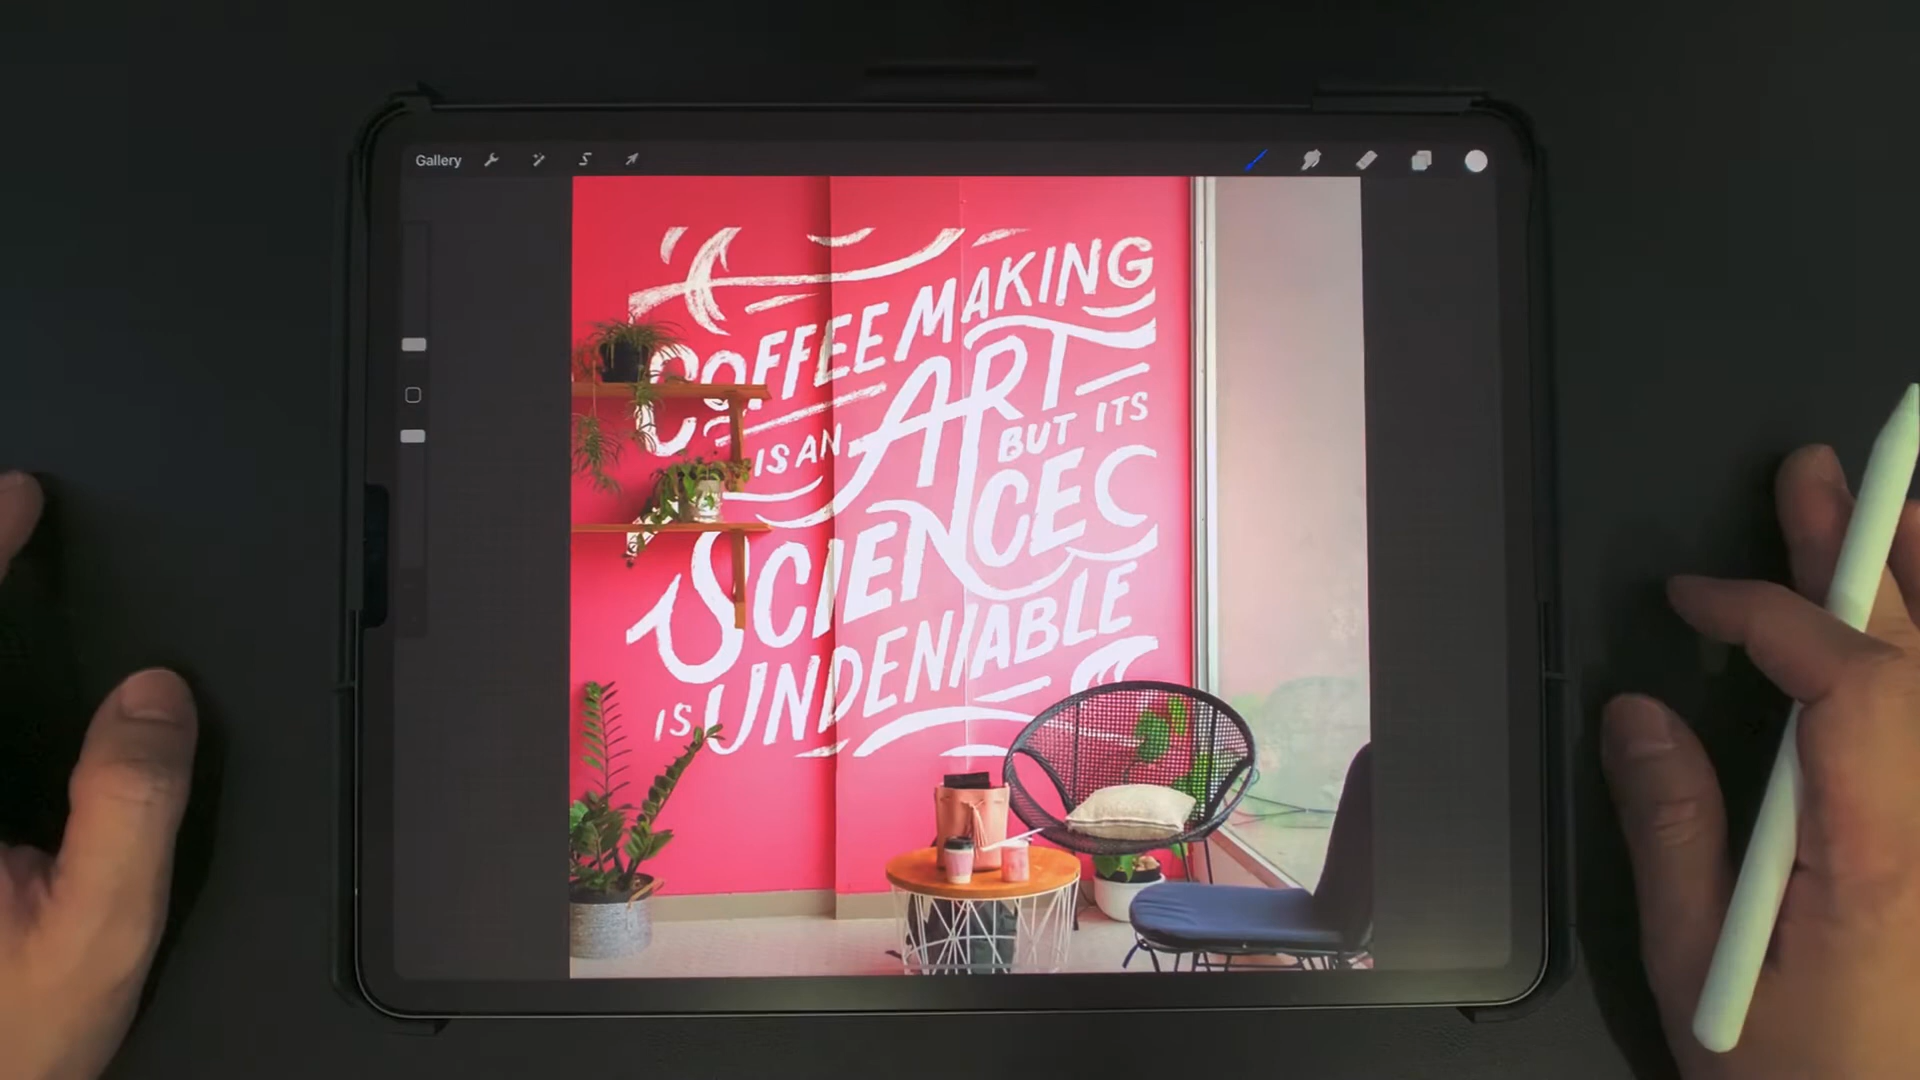 Gallery
COFFEE MAKING
IS AN ART BUT ITS
SCIENCE
IS UNDENIABLE